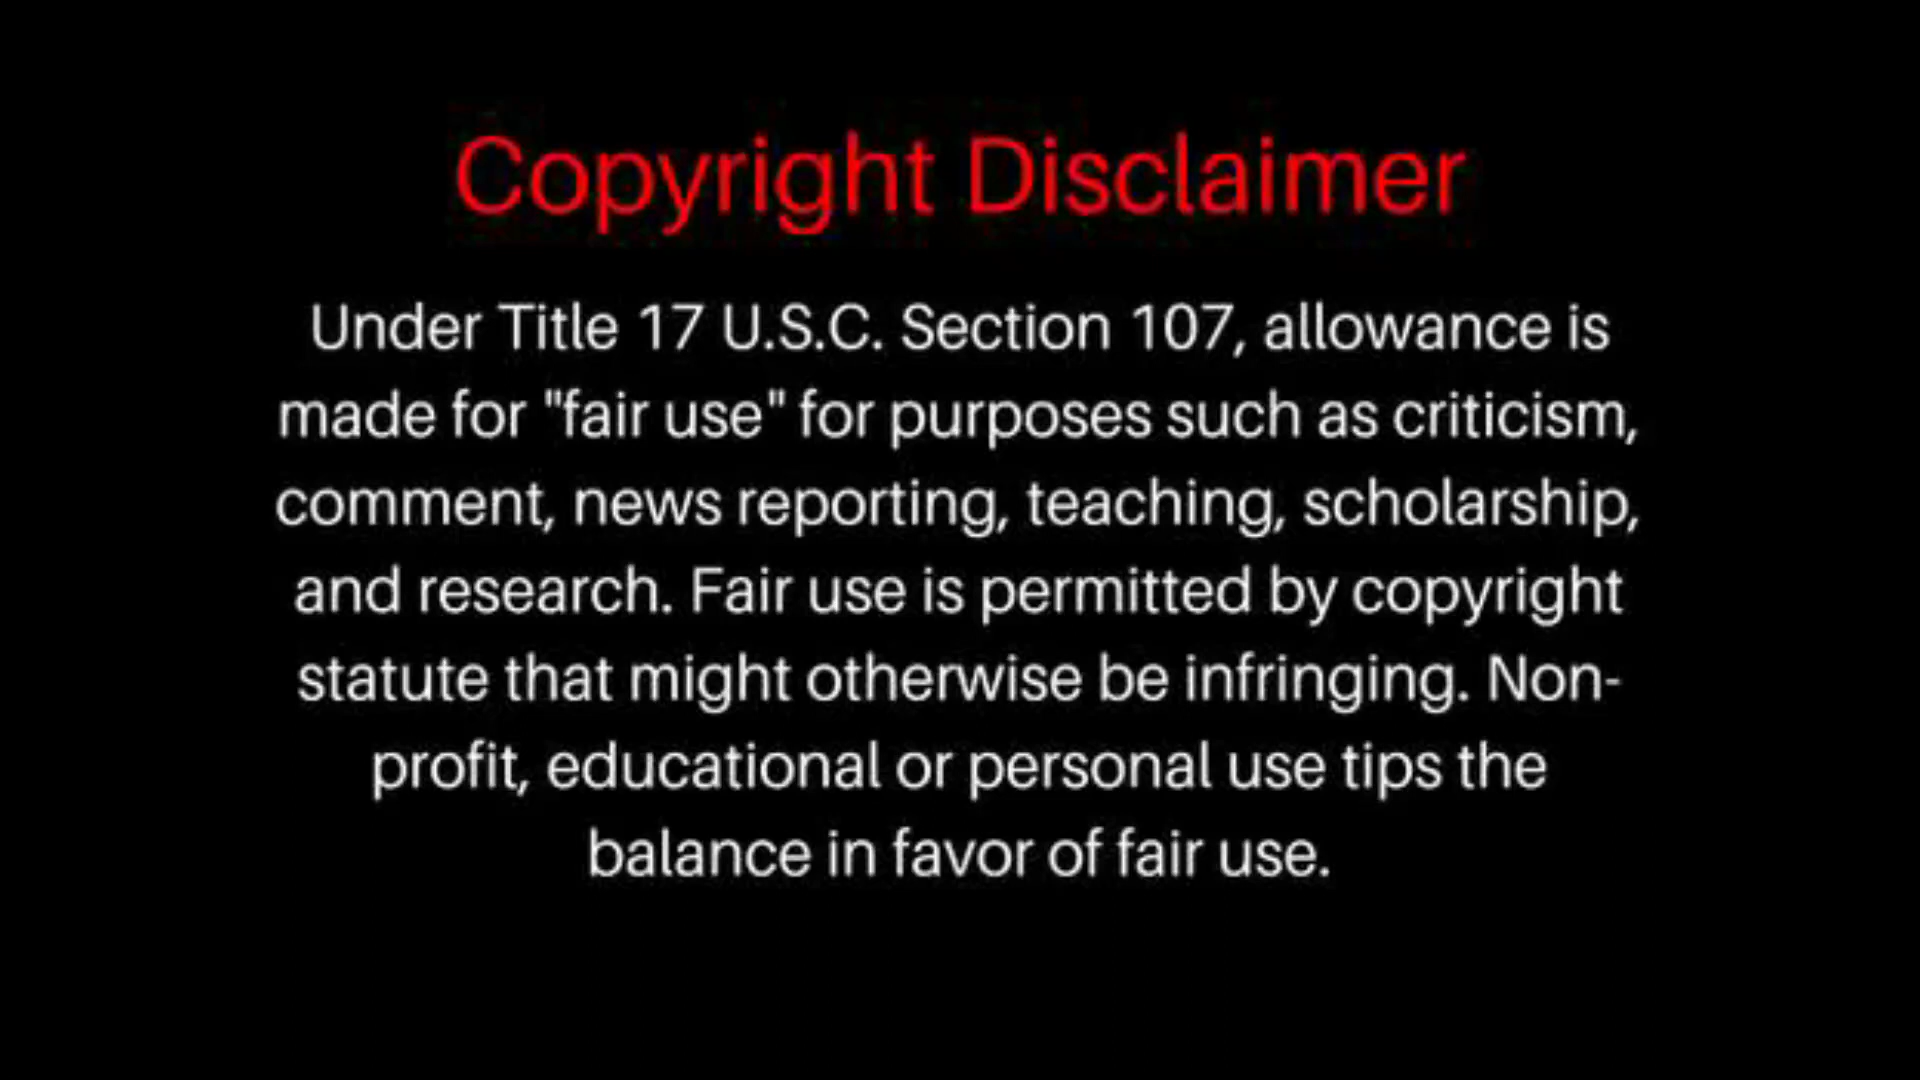 Copyright Disclaimer
Under Title 17 U.S.C. Section 107, allowance is
made for "fair use" for purposes such as criticism,
comment, news reporting, teaching, scholarship,
and research. Fair use is permitted by copyright
statute that might otherwise be infringing. Non-
profit, educational or personal use tips the
balance in favor of fair use.